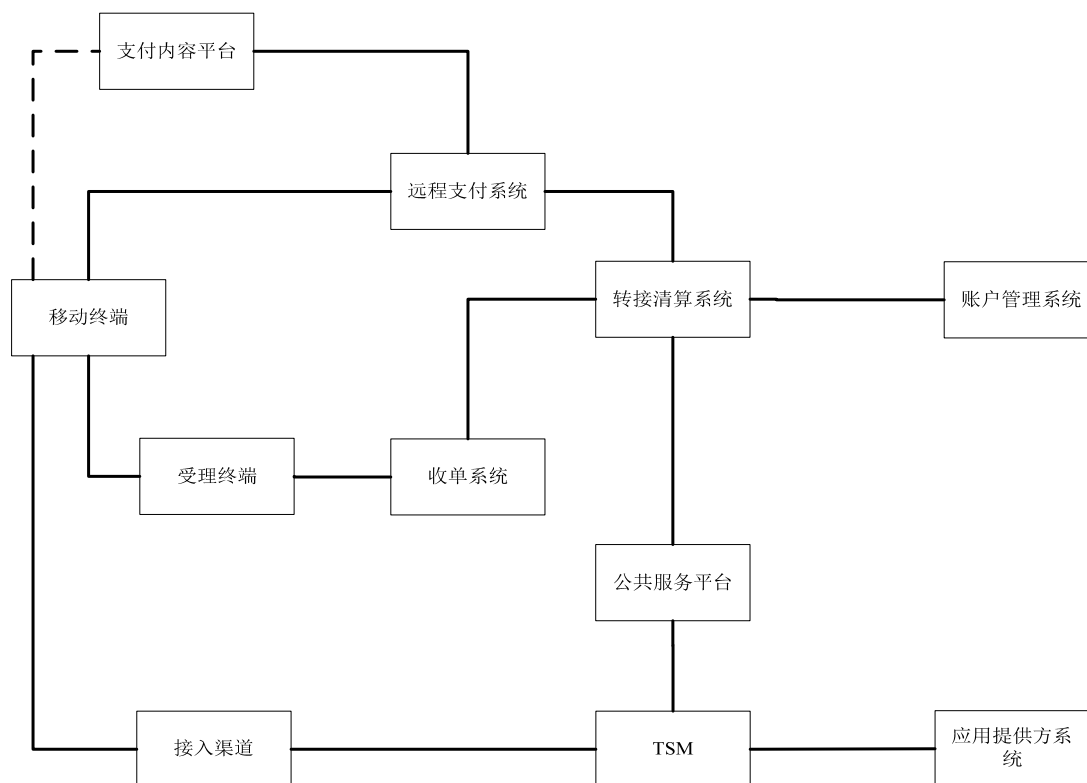 支付内容平台
远程支付系统
移动终端
转接清算系统
账户管理系统
受理终端
收单系统
公共服务平台
接入渠道
TSM
应用提供方系
统